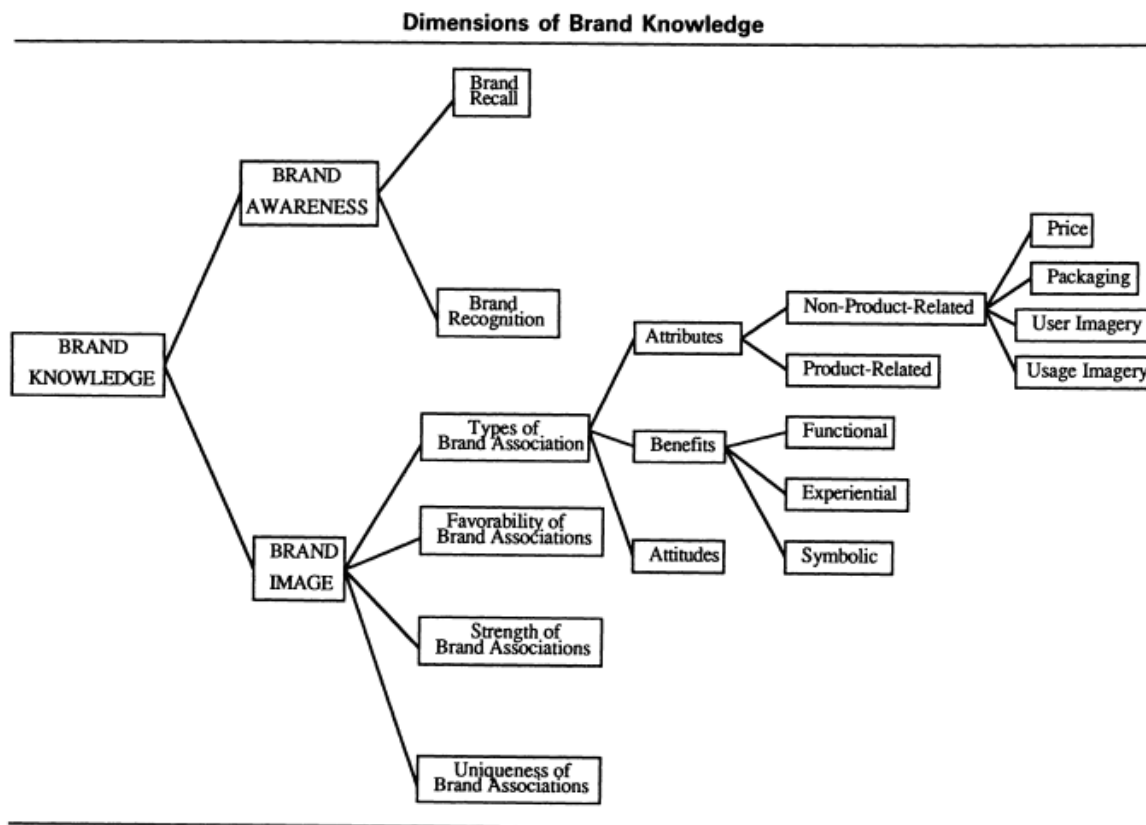 Dimensions of Brand Knowledge
Brand
Recall
BRAND
AWARENESS
Brand
Recognition
BRAND
KNOWLEDGE
BRAND
IMAGE
Types of
Brand Association
Favorability of
Brand Associations
Strength of
Brand Associations
Uniqueness of
Brand Associations
Attributes
Benefits
Attitudes
Non-Product-Related
Product-Related
Functional
Experiential
Symbolic
Price
Packaging
User Imagery
Usage Imagery